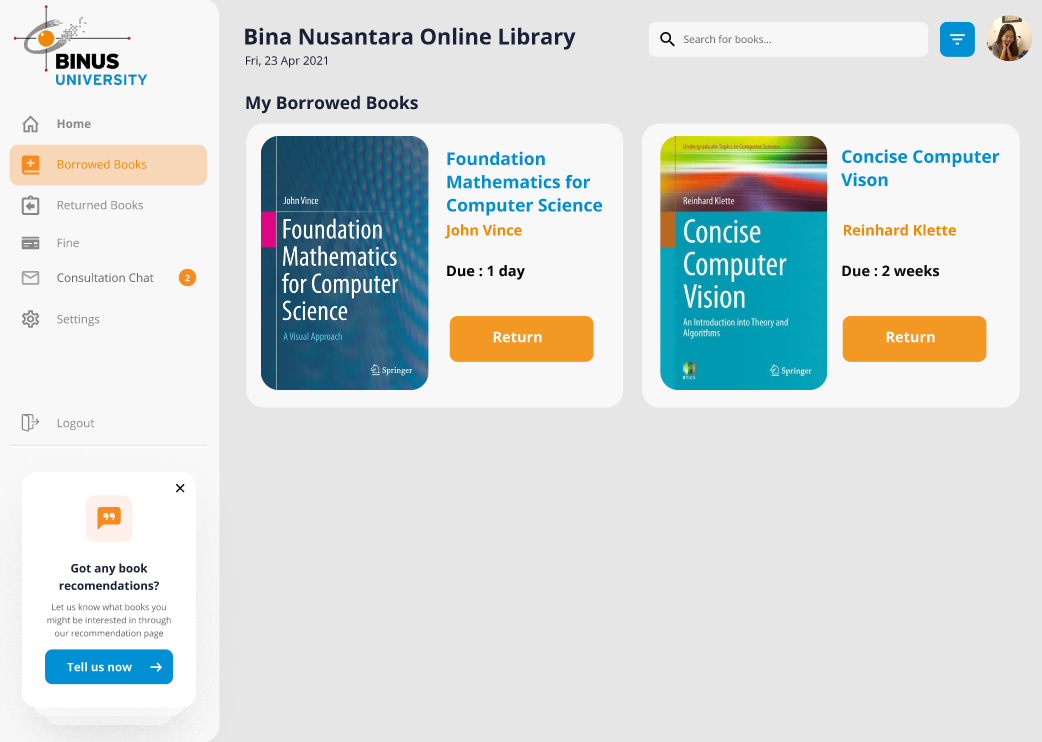 BINUS
UNIVERSITY
Home
Borrowed Books
Returned Books
Fine
Consultation Chat
2
Settings
Logout
Got any book
recomendations?
Let us know what books you
might be interested in through
our recommendation page
Tell us now
Bina Nusantara Online Library
Fri, 23 Apr 2021
Search for books...
My Borrowed Books
John Vince
Foundation
Mathematics
for Computer
Science
A Visual Approach
Springer
Foundation
Mathematics for
Computer Science
John Vince
Due : 1 day
Return
Undergraduate Topics in Computer Science
Reinhard Klette
Concise
Computer
Vision
An Introduction into Theory and
Algorithms
Springer
Concise Computer
Vison
Reinhard Klette
Due : 2 weeks
Return